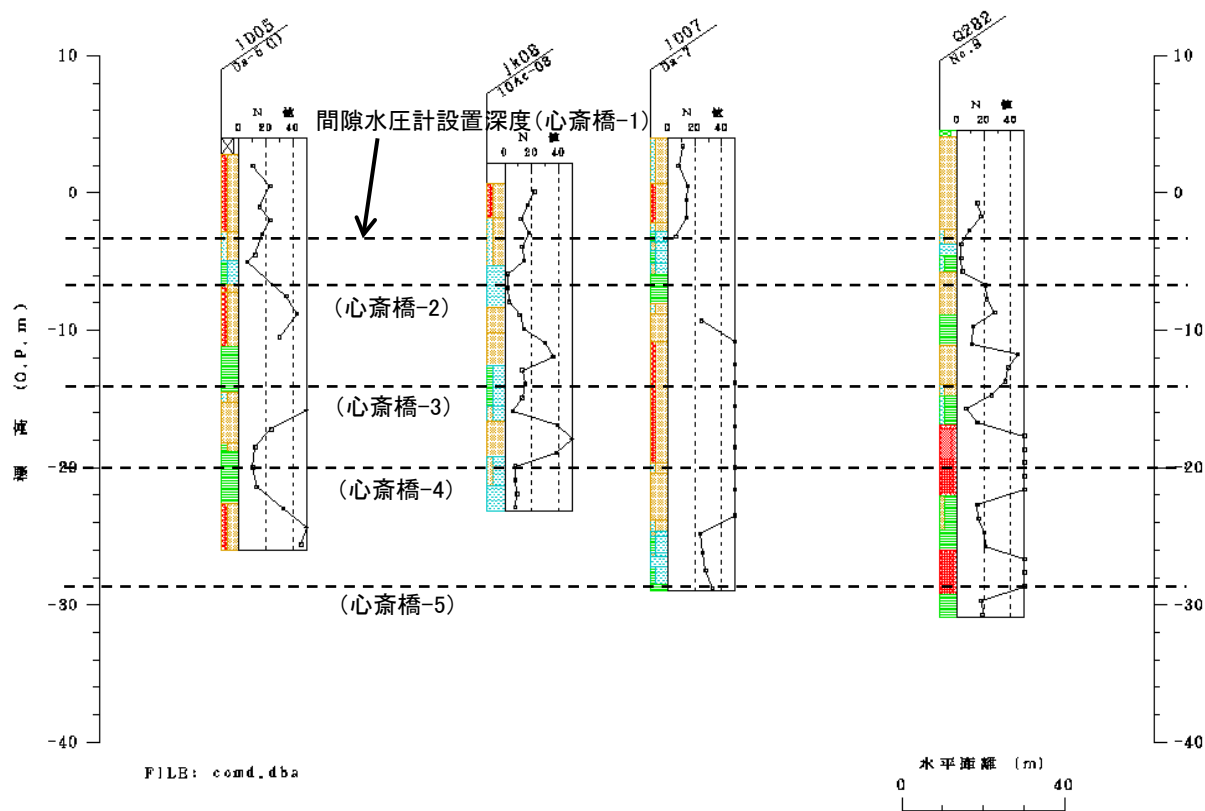 1D05
Da-6 (1)
jk08
10Ac-08
1D07
Da-7
Q282
No.8
10
0
-10
-20
-30
-40
標高 (O.P.m)
N 値
0 20 40
間隙水圧計設置深度(心斎橋-1)
N 値
0 20 40
N 値
0 20 40
N 値
0 20 40
(心斎橋-2)
(心斎橋-3)
(心斎橋-4)
(心斎橋-5)
10
0
-10
-20
-30
-40
FILE: comd.dba
水平距離 (m)
0 40